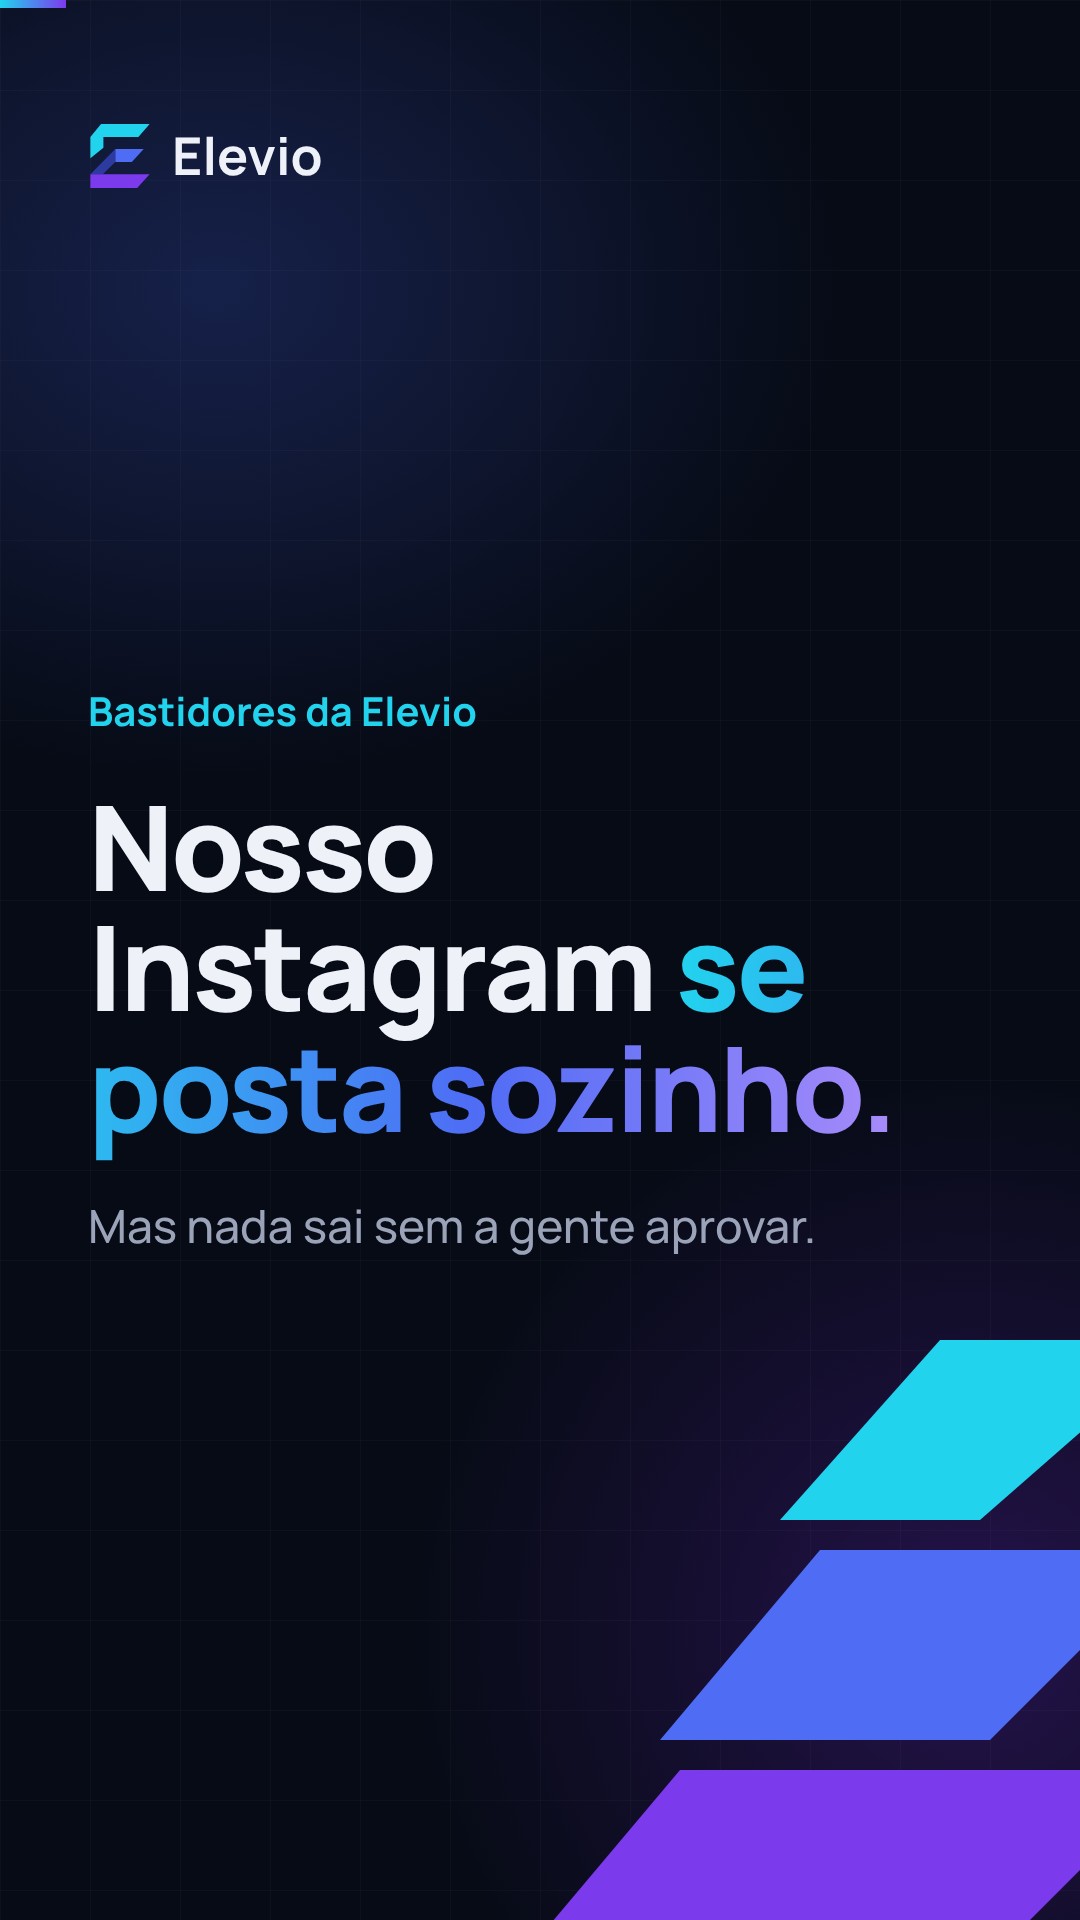 Elevio
Bastidores da Elevio
Nosso
Instagram se
posta sozinho.
Mas nada sai sem a gente aprovar.